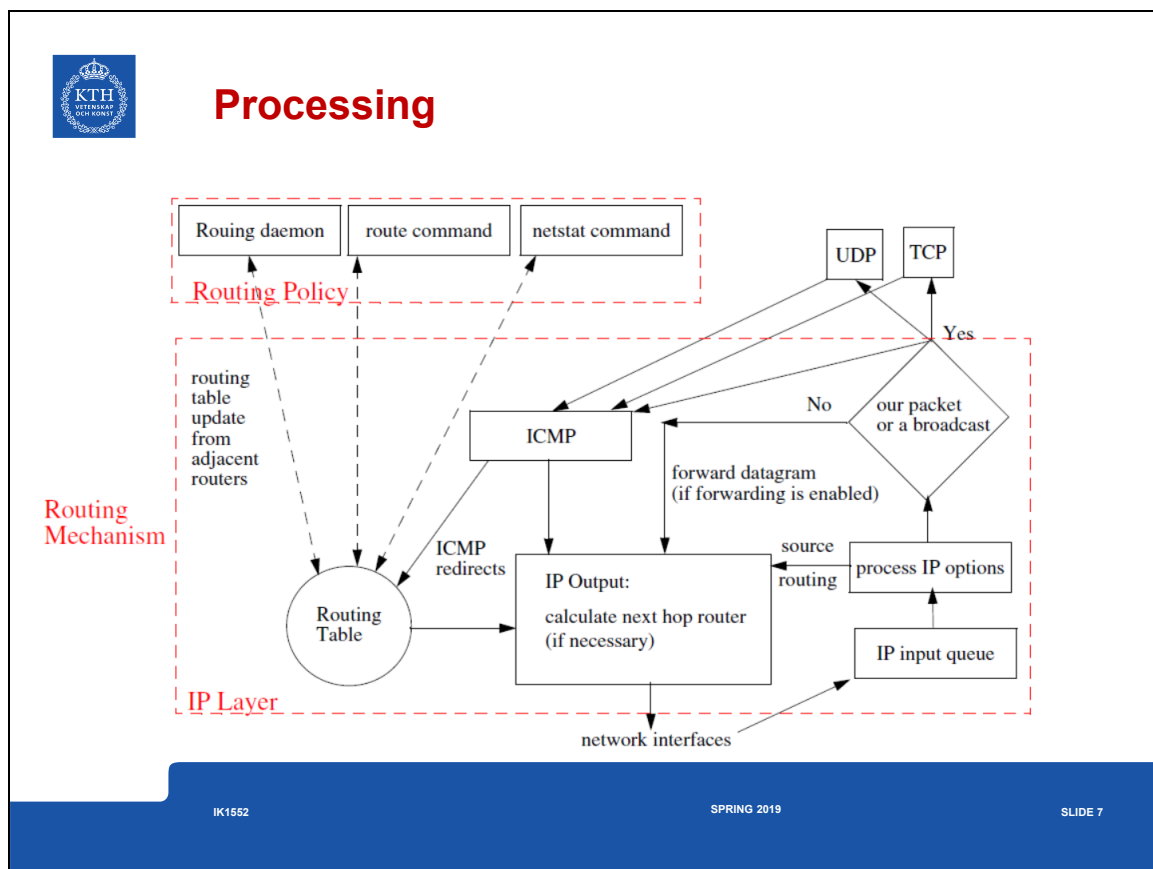 KTH
VETENSKAP
OCH KONST
Processing
Rouing daemon
route command
netstat command
Routing Policy
UDP
TCP
Yes
routing
table
update
from
adjacent
routers
ICMP
No
our packet
or a broadcast
forward datagram
(if forwarding is enabled)
Routing
Mechanism
ICMP
redirects
source
routing
process IP options
IP Output:
calculate next hop router
(if necessary)
Routing
Table
IP input queue
IP Layer
network interfaces
IK1552
SPRING 2019
SLIDE 7